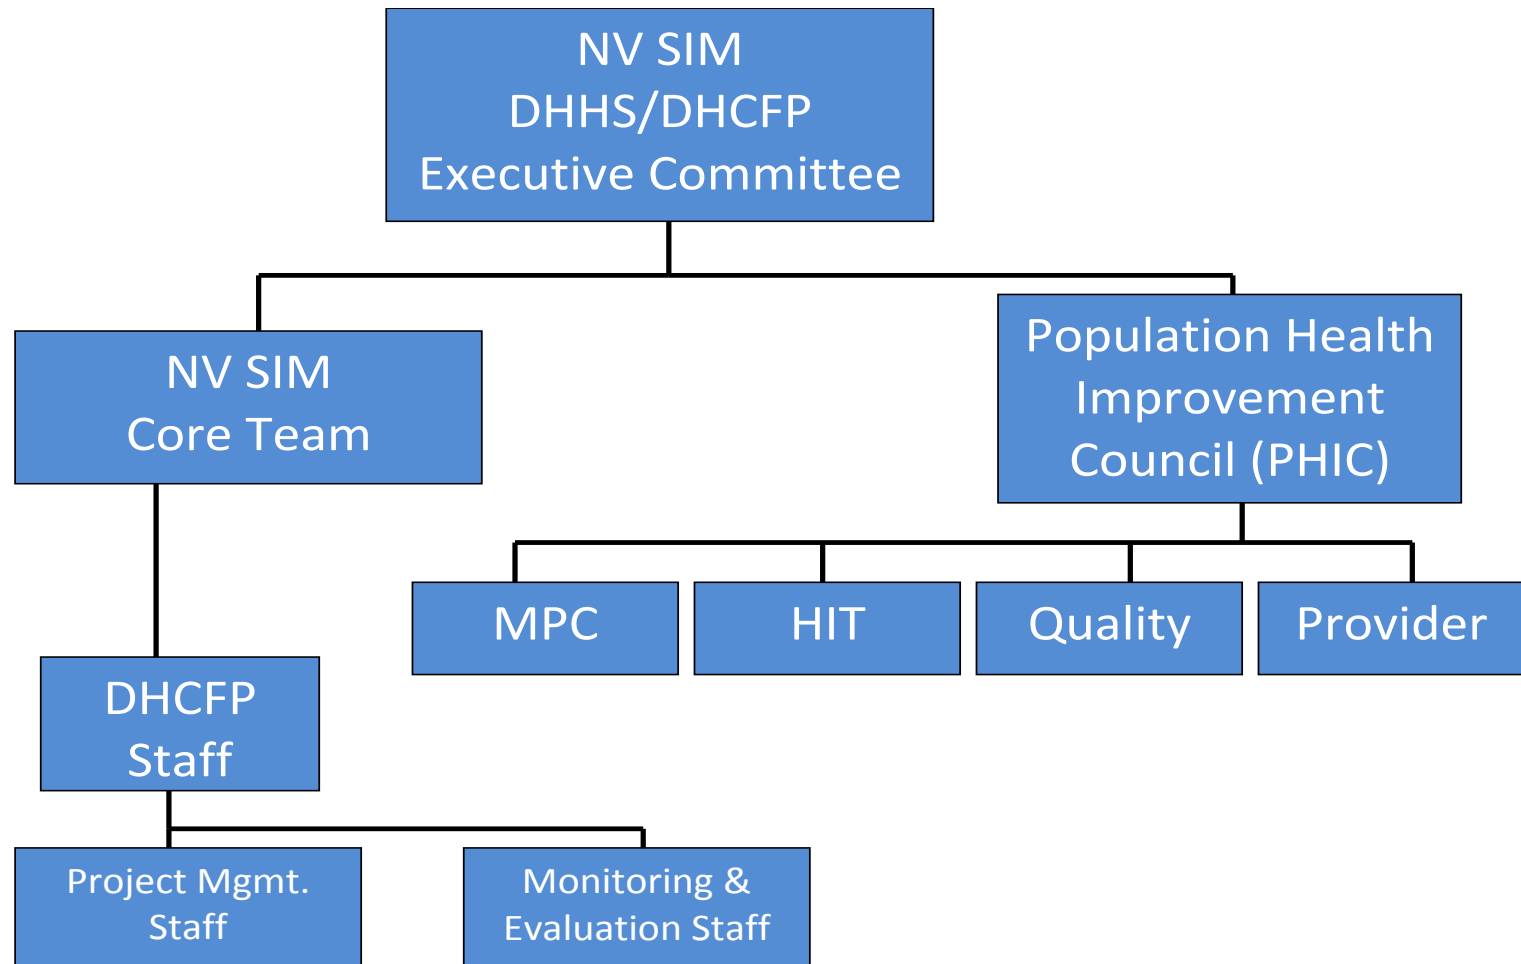 NV SIM
DHHS/DHCFP
Executive Committee
NV SIM
Core Team
Population Health
Improvement
Council (PHIC)
MPC
HIT
Quality
Provider
DHCFP
Staff
Project Mgmt.
Staff
Monitoring &
Evaluation Staff